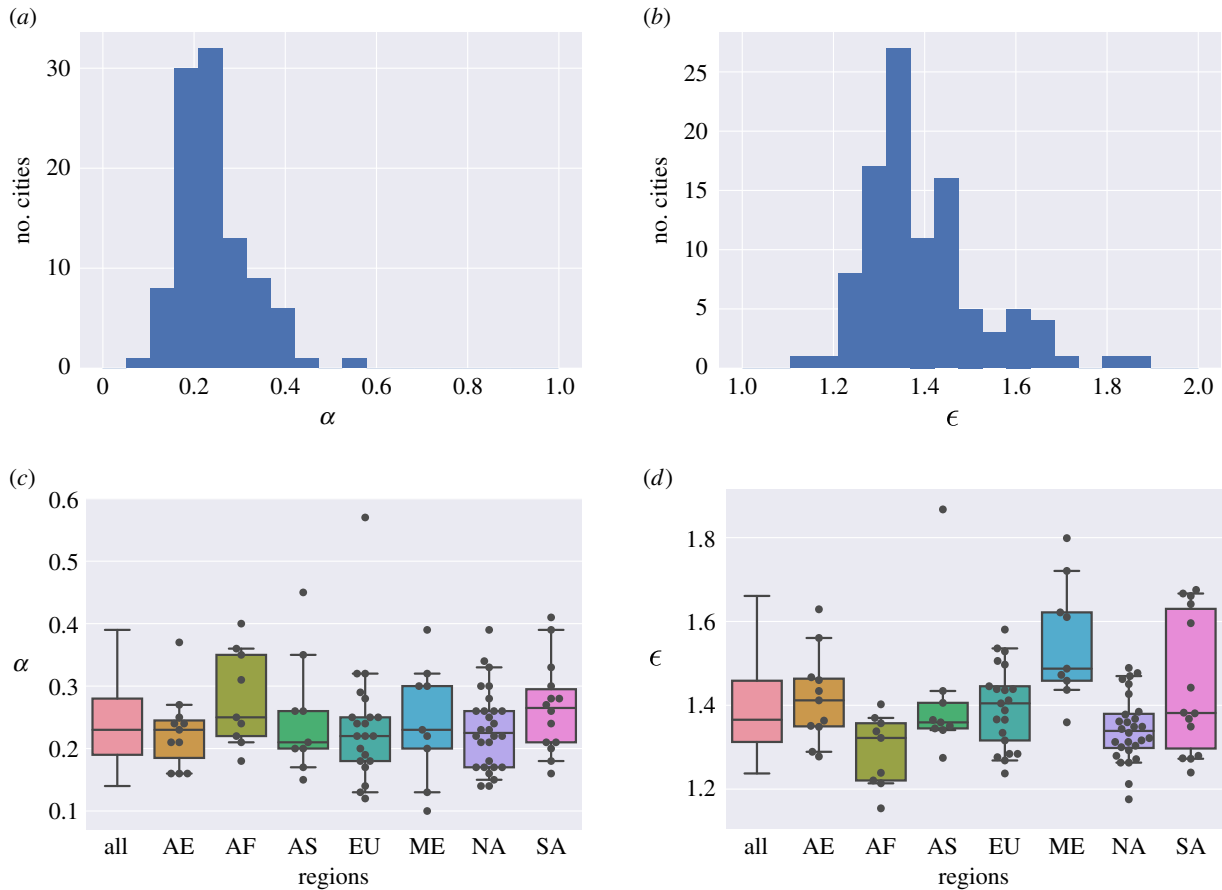 (a)
30
20
10
0
no. cities
0 0.2 0.4 0.6 0.8 1.0
α
(b)
25
20
15
10
5
0
no. cities
1.0 1.2 1.4 1.6 1.8 2.0
ϵ
(c)
0.6
0.5
0.4
0.3
0.2
0.1
α
all AE AF AS EU ME NA SA
regions
(d)
1.8
1.6
1.4
1.2
ϵ
all AE AF AS EU ME NA SA
regions